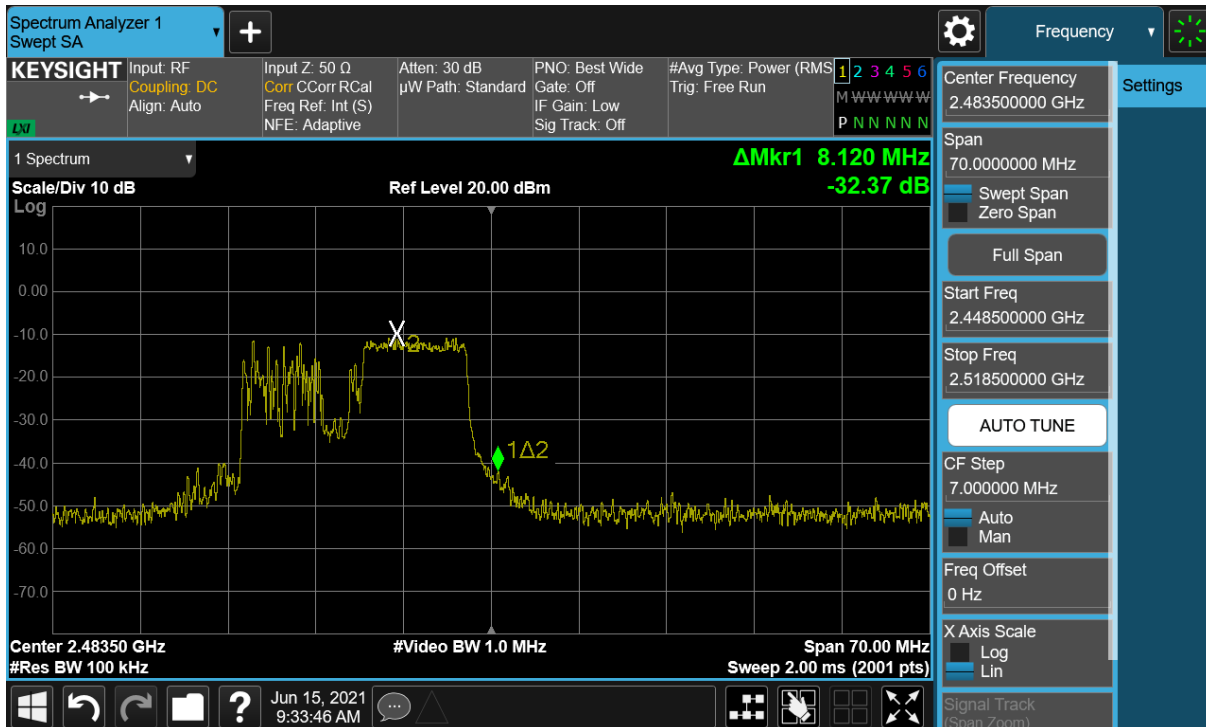 Spectrum Analyzer 1
Swept SA
Frequency
KEYSIGHT
LXI
Input: RF
Coupling: DC
Align: Auto
Input Z: 50 Ω
Corr CCorr RCal
Freq Ref: Int (S)
NFE: Adaptive
Atten: 30 dB
µW Path: Standard
PNO: Best Wide
Gate: Off
IF Gain: Low
Sig Track: Off
#Avg Type: Power (RMS
Trig: Free Run
1 2 3 4 5 6
M W W W W W
P N N N N N
1 Spectrum
Scale/Div 10 dB
Ref Level 20.00 dBm
ΔMkr1 8.120 MHz
-32.37 dB
Log
10.0
0.00
-10.0
-20.0
-30.0
-40.0
-50.0
-60.0
-70.0
X2
1Δ2
Center 2.48350 GHz
#Res BW 100 kHz
#Video BW 1.0 MHz
Span 70.00 MHz
Sweep 2.00 ms (2001 pts)
Center Frequency
2.483500000 GHz
Settings
Span
70.0000000 MHz
Swept Span
Zero Span
Full Span
Start Freq
2.448500000 GHz
Stop Freq
2.518500000 GHz
AUTO TUNE
CF Step
7.000000 MHz
Auto
Man
Freq Offset
0 Hz
X Axis Scale
Log
Lin
Signal Track
(Span Zoom)
?
Jun 15, 2021
9:33:46 AM